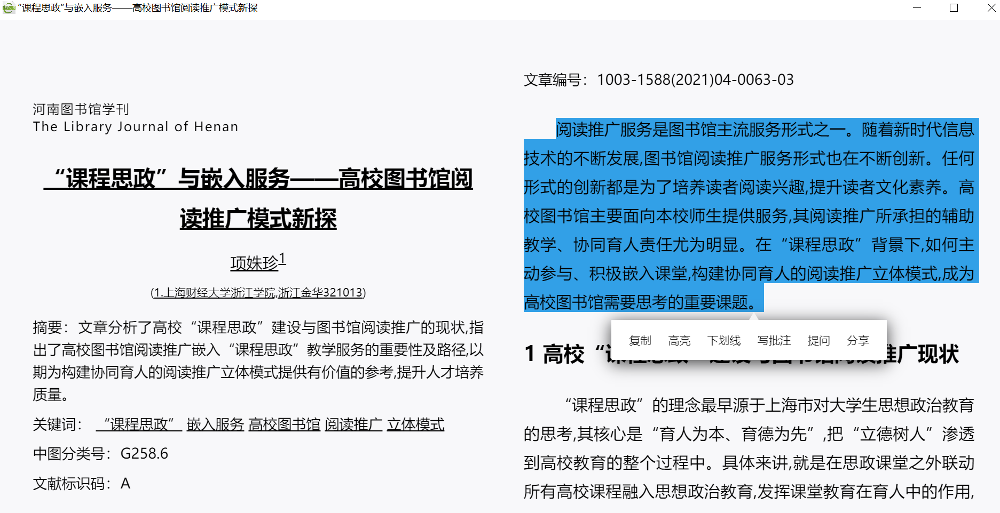 “课程思政”与嵌入服务——高校图书馆阅读推广模式新探
河南图书馆学刊
The Library Journal of Henan
“课程思政”与嵌入服务——高校图书馆阅
读推广模式新探
项姝珍1
(1.上海财经大学浙江学院,浙江金华321013)
摘要：文章分析了高校“课程思政”建设与图书馆阅读推广的现状,指
出了高校图书馆阅读推广嵌入“课程思政”教学服务的重要性及路径,以
期为构建协同育人的阅读推广立体模式提供有价值的参考,提升人才培养
质量。
关键词： “课程思政” 嵌入服务 高校图书馆 阅读推广 立体模式
中图分类号：G258.6
文献标识码：A
文章编号：1003-1588(2021)04-0063-03
阅读推广服务是图书馆主流服务形式之一。随着新时代信息
技术的不断发展,图书馆阅读推广服务形式也在不断创新。任何
形式的创新都是为了培养读者阅读兴趣,提升读者文化素养。高
校图书馆主要面向本校师生提供服务,其阅读推广所承担的辅助
教学、协同育人责任尤为明显。在“课程思政”背景下,如何主
动参与、积极嵌入课堂,构建协同育人的阅读推广立体模式,成为
高校图书馆需要思考的重要课题。
复制 高亮 下划线 写批注 提问 分享
1 高校“课程思政”建设与图书馆阅读推广现状
“课程思政”的理念最早源于上海市对大学生思想政治教育
的思考,其核心是“育人为本、育德为先”,把“立德树人”渗透
到高校教育的整个过程中。具体来讲,就是在思政课堂之外联动
所有高校课程融入思想政治教育,发挥课堂教育在育人中的作用,